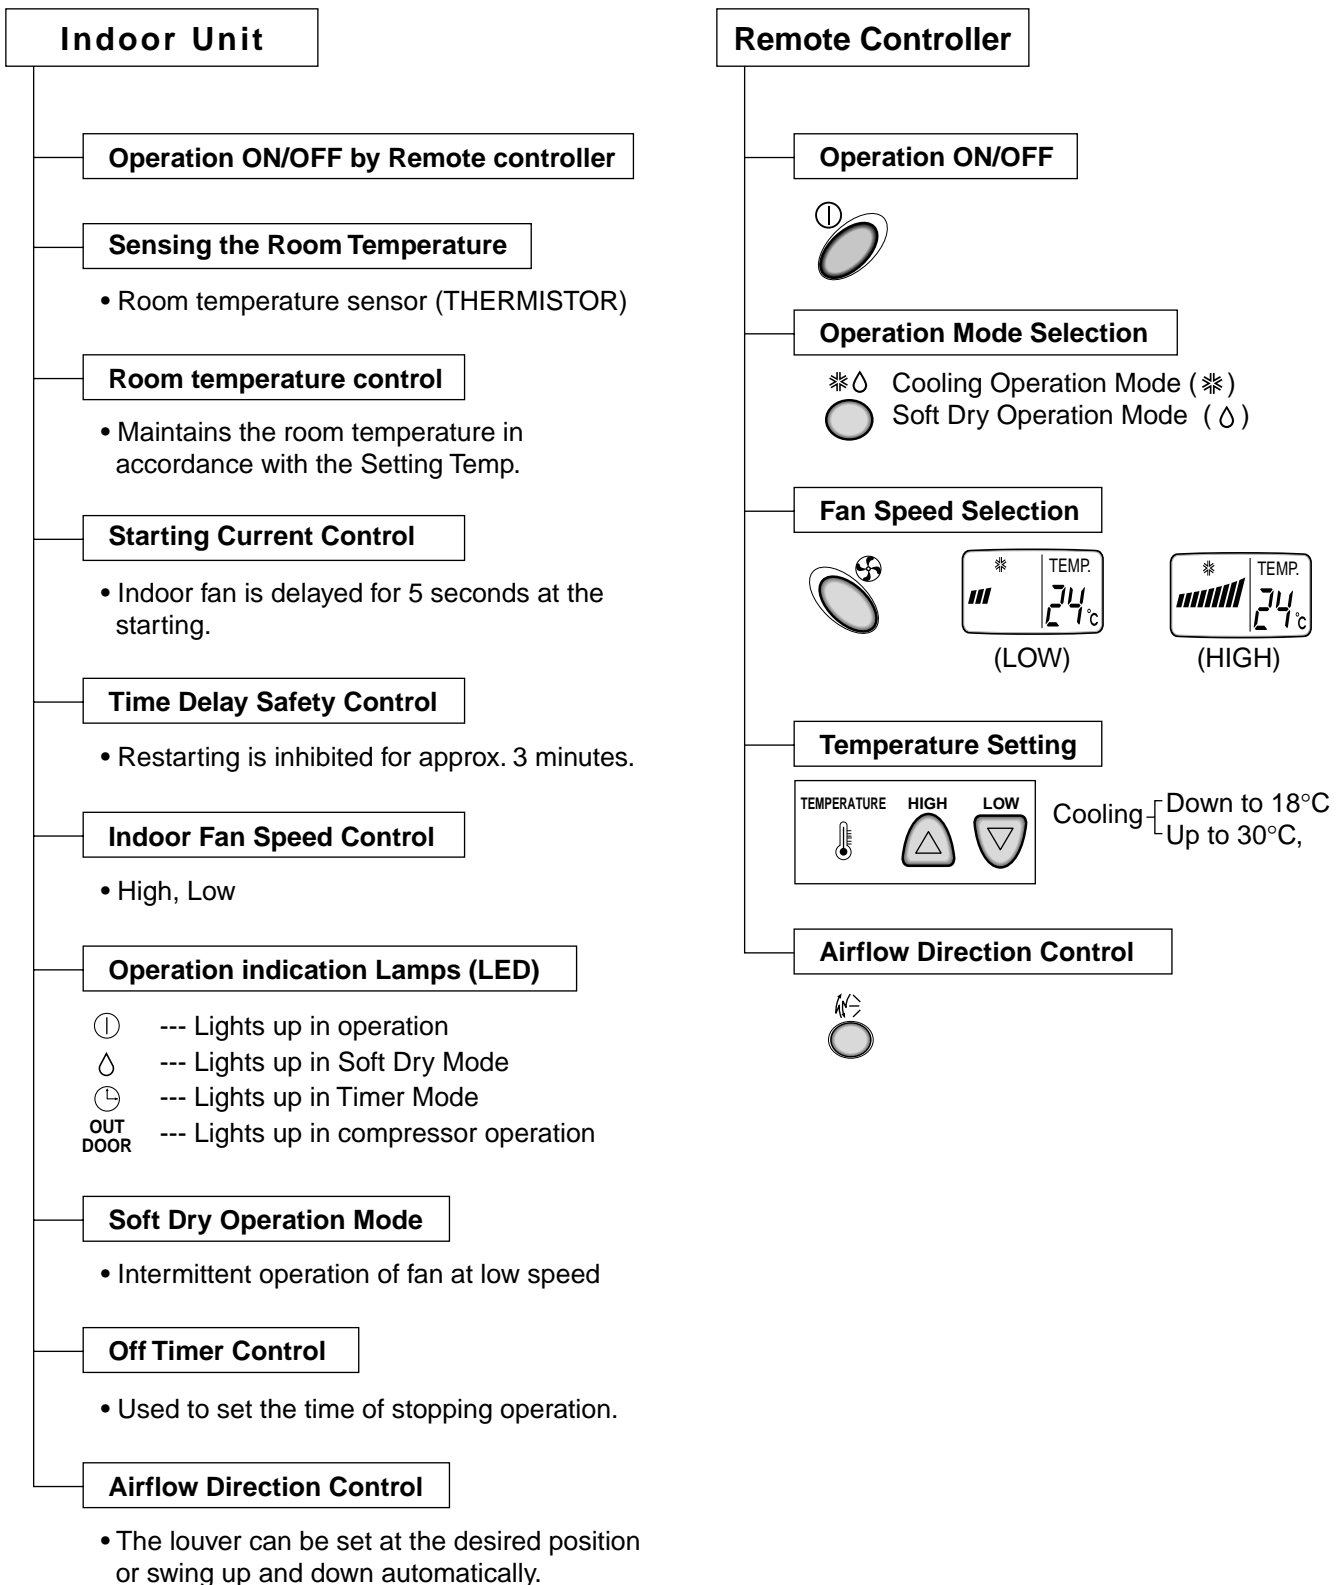 Indoor Unit
Operation ON/OFF by Remote controller
Sensing the Room Temperature
• Room temperature sensor (THERMISTOR)
Room temperature control
• Maintains the room temperature in
accordance with the Setting Temp.
Starting Current Control
• Indoor fan is delayed for 5 seconds at the
starting.
Time Delay Safety Control
• Restarting is inhibited for approx. 3 minutes.
Indoor Fan Speed Control
• High, Low
Operation indication Lamps (LED)
--- Lights up in operation
--- Lights up in Soft Dry Mode
--- Lights up in Timer Mode
OUT
DOOR --- Lights up in compressor operation
Soft Dry Operation Mode
• Intermittent operation of fan at low speed
Off Timer Control
• Used to set the time of stopping operation.
Airflow Direction Control
• The louver can be set at the desired position
or swing up and down automatically.
Remote Controller
Operation ON/OFF
Operation Mode Selection
Cooling Operation Mode ( )
Soft Dry Operation Mode ( )
Fan Speed Selection
TEMP.
24°C
(LOW)
TEMP.
24°C
(HIGH)
Temperature Setting
TEMPERATURE HIGH LOW
Cooling Down to 18°C
Up to 30°C,
Airflow Direction Control